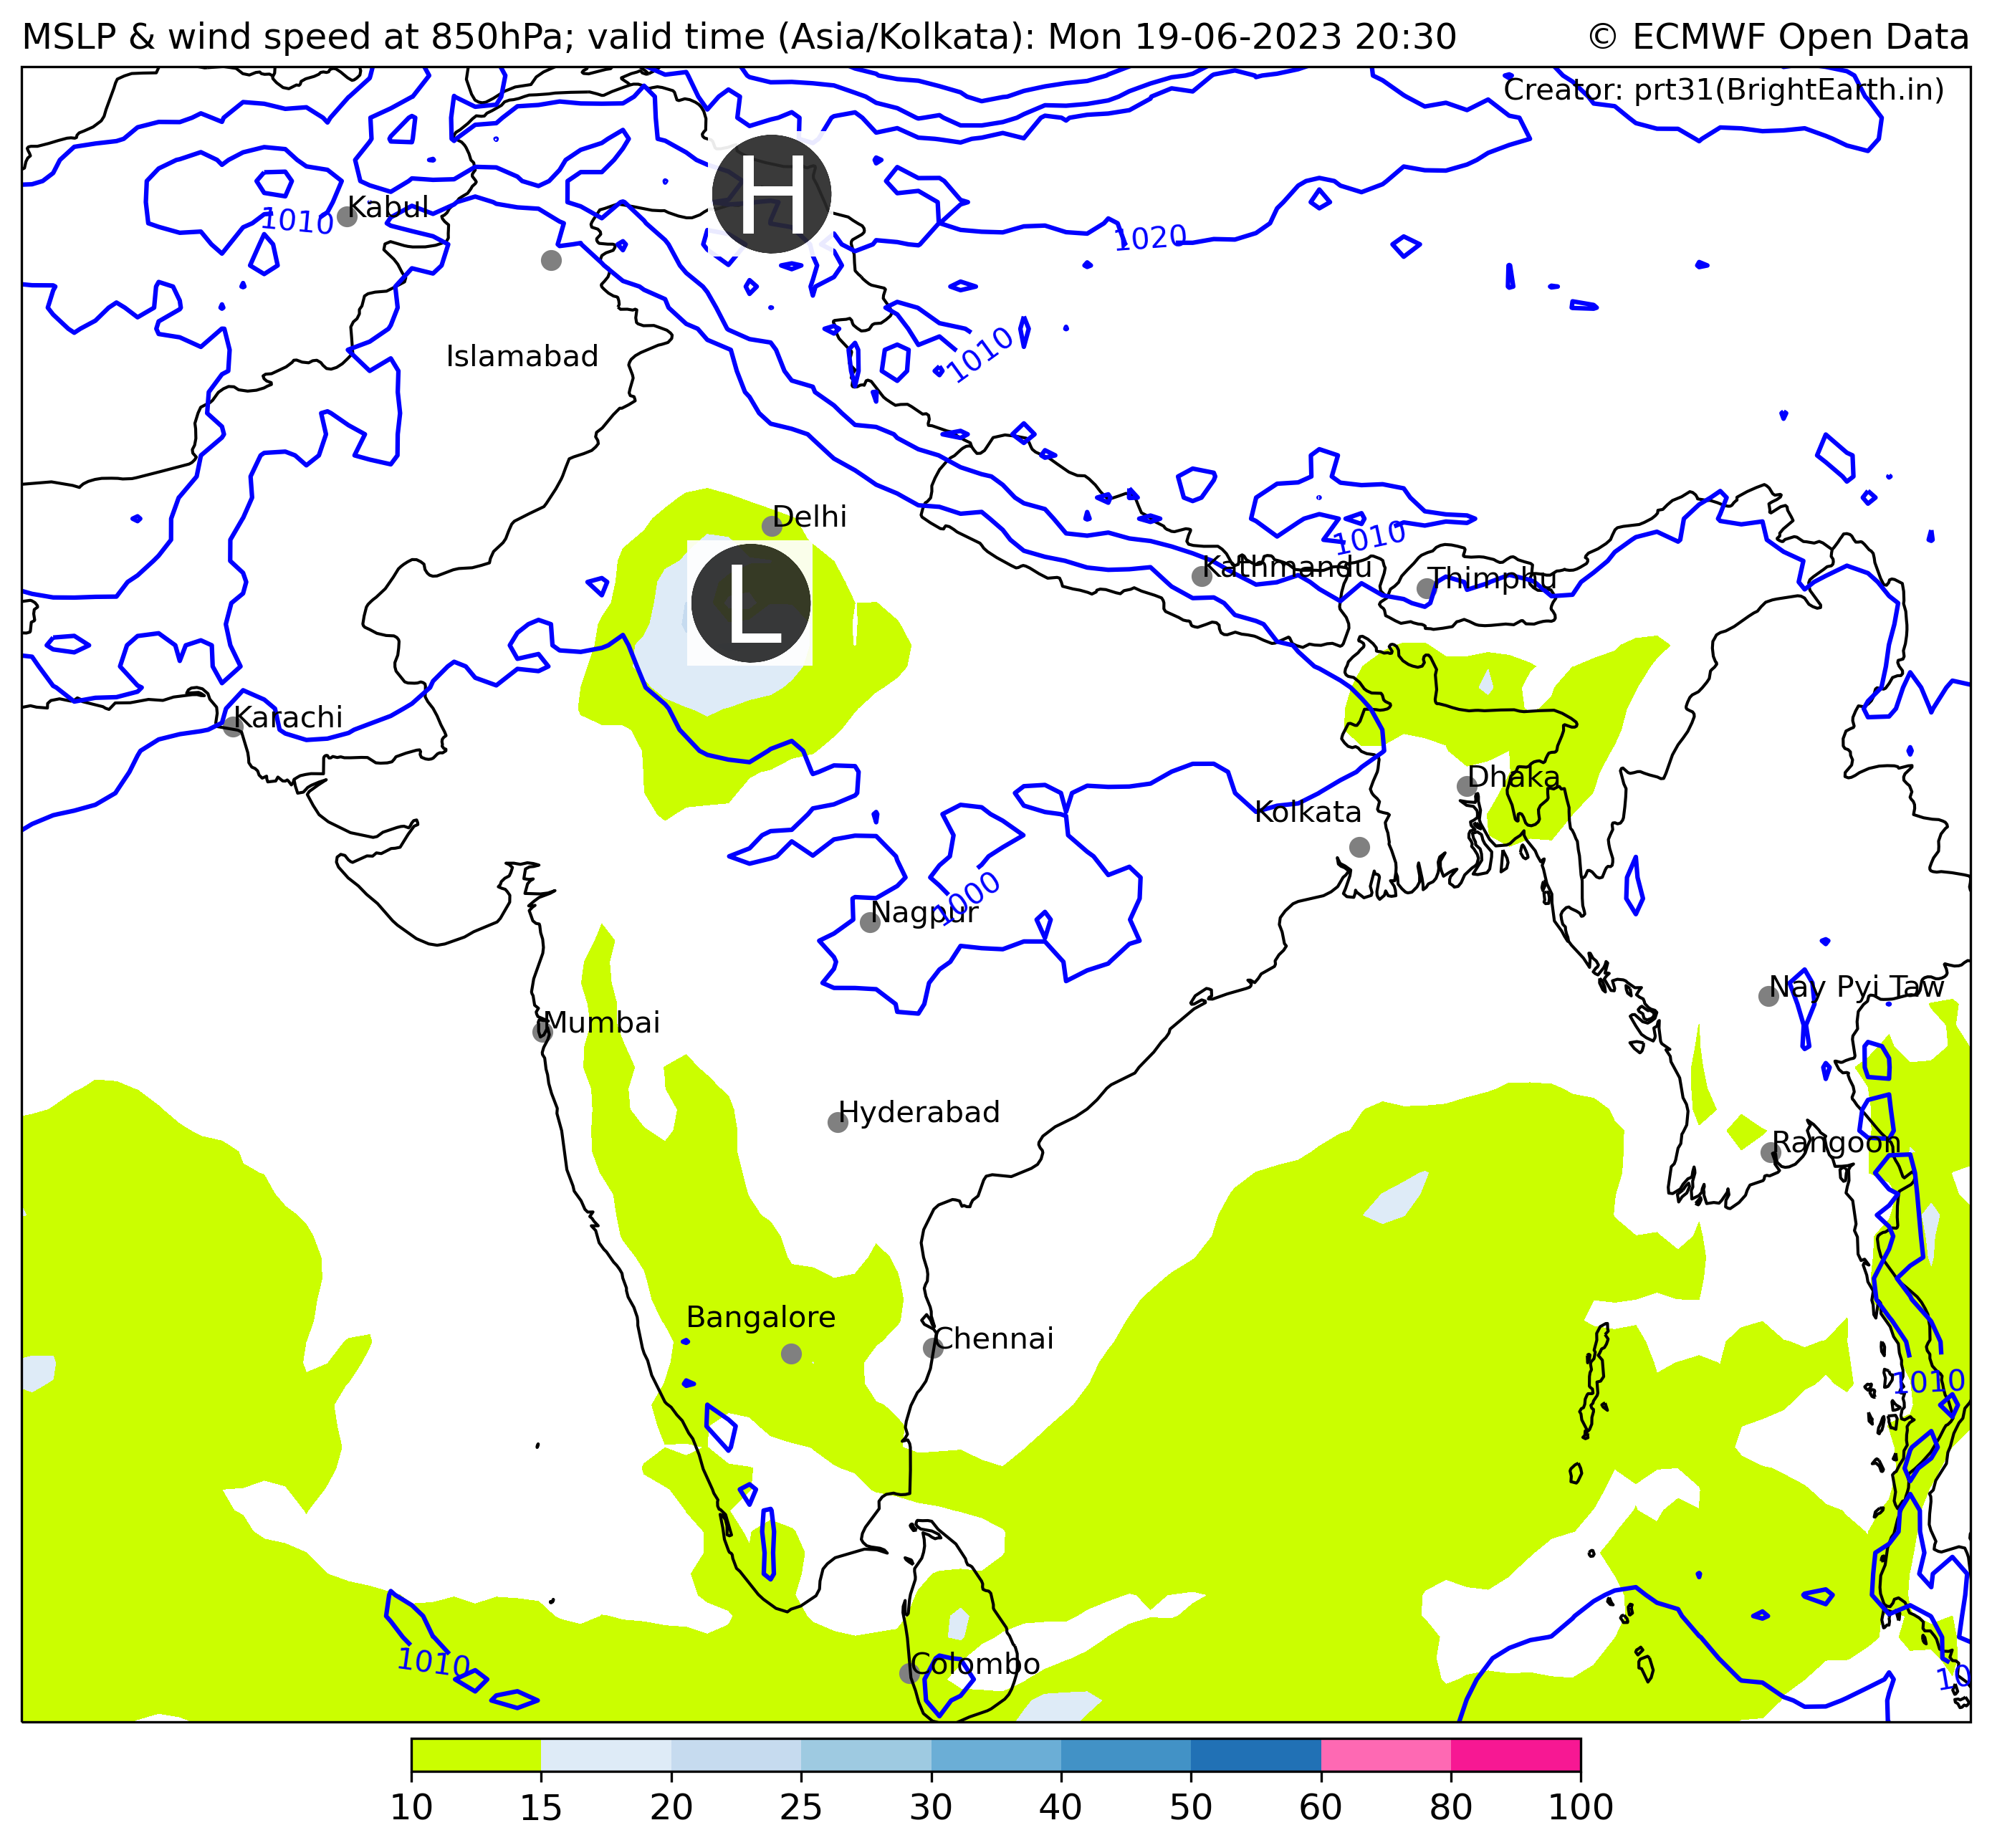 MSLP & wind speed at 850hPa; valid time (Asia/Kolkata): Mon 19-06-2023 20:30
© ECMWF Open Data
Creator: prt31(BrightEarth.in)
H
Kabul
1010
1020
Islamabad
1010
Delhi
1010
Kathmandu
Thimphu
L
Karachi
Dhaka
Kolkata
1000
Nagpur
Nay Pyi Taw
Mumbai
Hyderabad
Rangoon
Bangalore
Chennai
1010
1010
Colombo
10
10 15 20 25 30 40 50 60 80 100